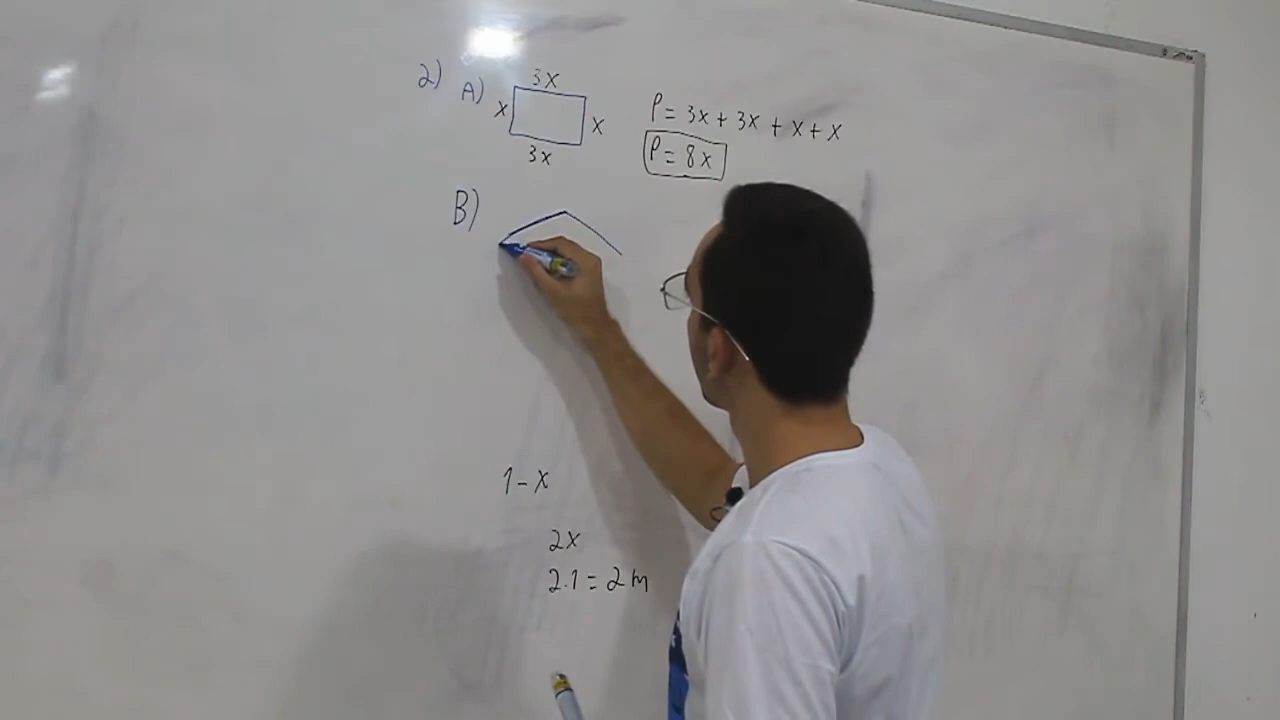 2) A) 3x
x x
3x
P = 3x + 3x + x + x
P = 8x
B)
1 - x
2x
2.1 = 2m